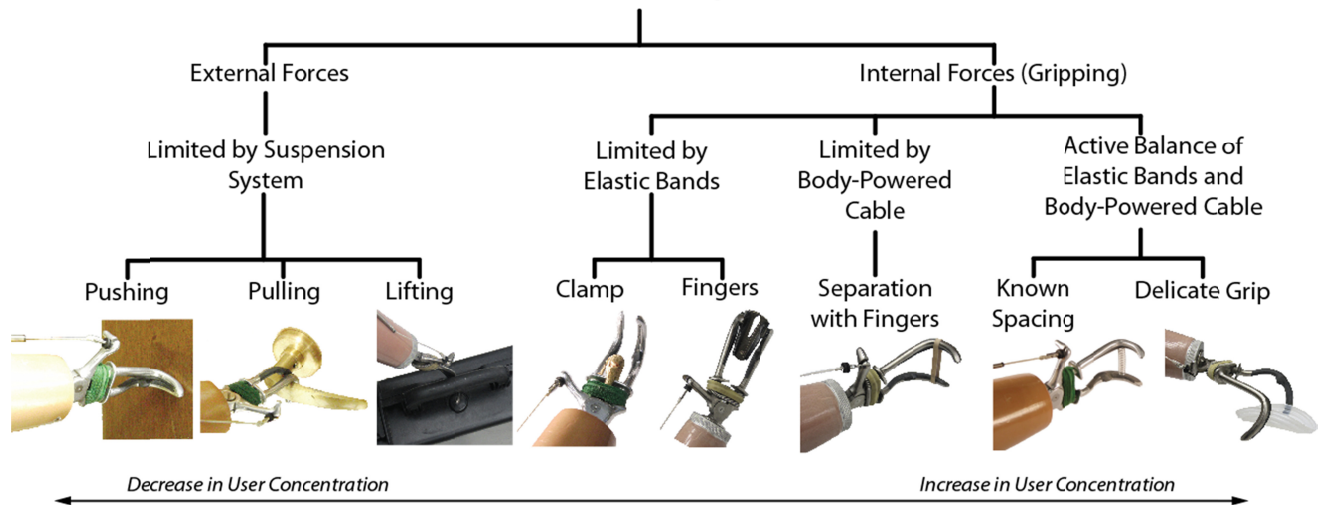 External Forces
Internal Forces (Gripping)
Limited by Suspension
System
Limited by
Elastic Bands
Limited by
Body-Powered
Cable
Active Balance of
Elastic Bands and
Body-Powered Cable
Pushing
Pulling
Lifting
Clamp
Fingers
Separation
with Fingers
Known
Spacing
Delicate Grip
Decrease in User Concentration
Increase in User Concentration